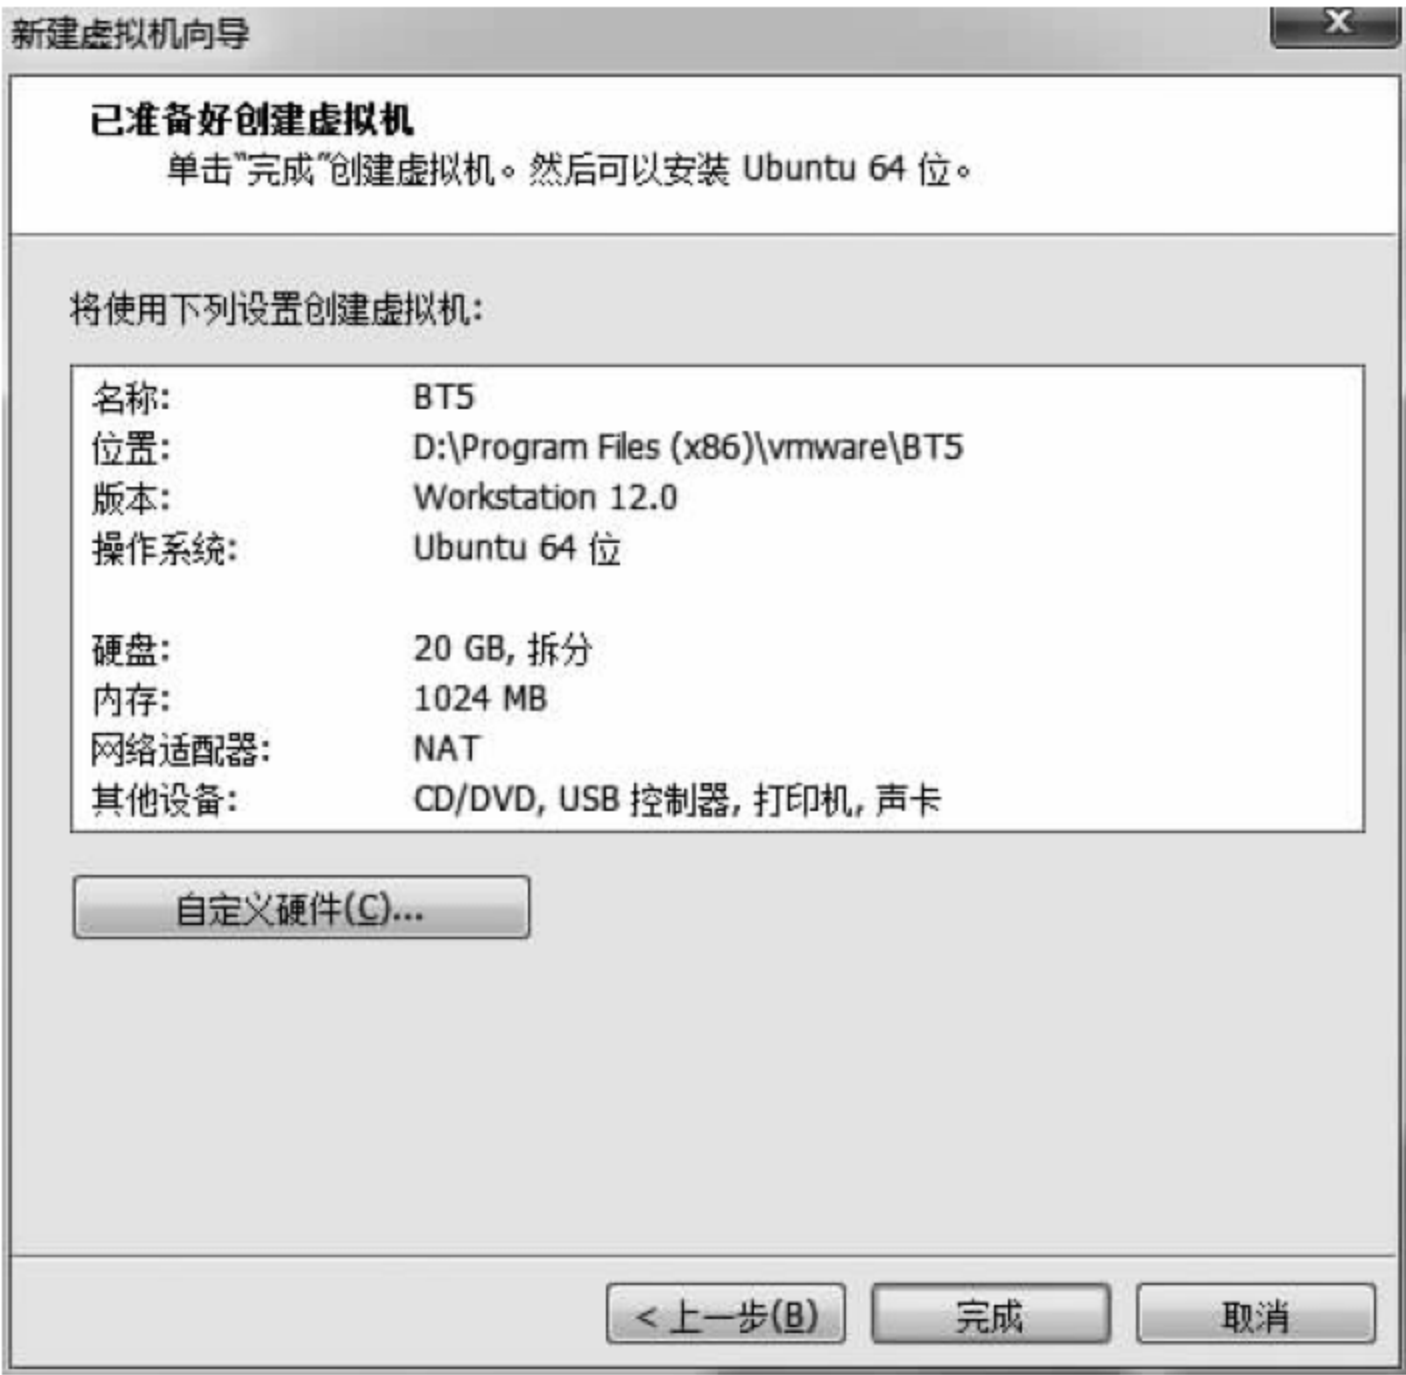 新建虚拟机向导
X
已准备好创建虚拟机
单击"完成"创建虚拟机。然后可以安装 Ubuntu 64 位。
将使用下列设置创建虚拟机:
名称: BT5
位置: D:\Program Files (x86)\vmware\BT5
版本: Workstation 12.0
操作系统: Ubuntu 64 位
硬盘: 20 GB, 拆分
内存: 1024 MB
网络适配器: NAT
其他设备: CD/DVD, USB 控制器, 打印机, 声卡
自定义硬件(C)...
< 上一步(B) 完成 取消